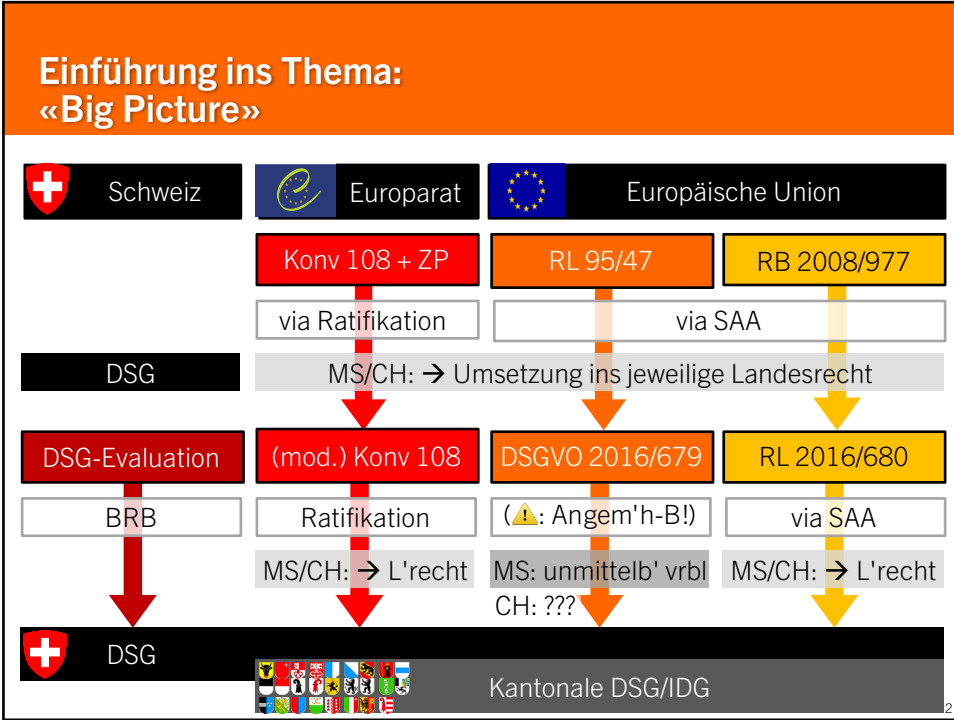 Einführung ins Thema:
«Big Picture»
Schweiz
Europarat
Europäische Union
Konv 108 + ZP
RL 95/47
RB 2008/977
via Ratifikation
via SAA
DSG
MS/CH: → Umsetzung ins jeweilige Landesrecht
DSG-Evaluation
(mod.) Konv 108
DSGVO 2016/679
RL 2016/680
BRB
Ratifikation
(⚠: Angem'h-B!)
via SAA
MS/CH: → L'recht
MS: unmittelb' vrbl
MS/CH: → L'recht
CH: ???
DSG
Kantonale DSG/IDG
2